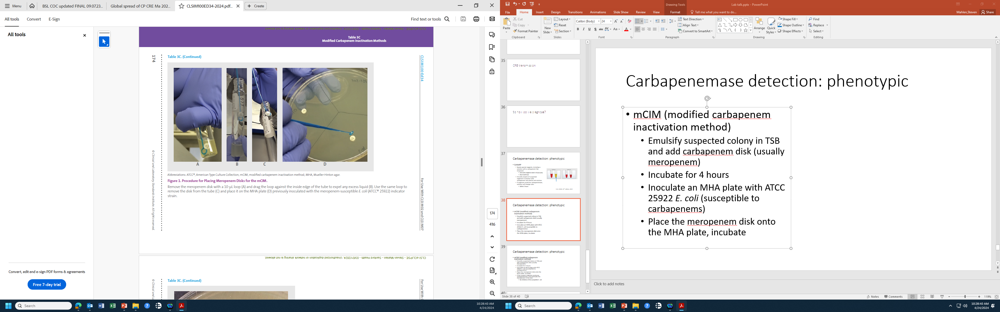 Menu
BSL COC updated FINAL 09.07.23...
Global spread of CP CRE Ma 202...
CLSIM100ED34-2024.pdf...
Create
All tools
Convert
E-Sign
Find text or tools
All tools
Convert, edit and e-sign PDF forms & agreements
Free 7-day trial
Table 3C
Modified Carbapenem Inactivation Methods
174
Table 3C. (Continued)
CLSI M100-Ed34
A
B
C
D
Abbreviations: ATCC®, American Type Culture Collection; mCIM, modified carbapenem inactivation method; MHA, Mueller-Hinton agar.
Figure 1. Procedure for Placing Meropenem Disks for the mCIM.
Remove the meropenem disk with a 10-µL loop (A) and drag the loop against the inside edge of the tube to expel any excess liquid (B). Use the same loop to
remove the disk from the tube (C) and place it on the MHA plate (D) previously inoculated with the meropenem-susceptible E. coli (ATCC® 25922) indicator
strain.
© Clinical and Laboratory Standards Institute. All rights reserved.
For Use With CLSI M02 and CLSI M07
CLSI eCLIPSE - Steven Mahlen - Sanford Health - 03/01/2024. Unauthorized duplication or network sharing is not allowed.
Table 3C. (Continued)
174
416
Search
10:28:40 AM
4/24/2024
Drawing Tools
Lab talk.pptx - PowerPoint
File
Home
Insert
Design
Transitions
Animations
Slide Show
Review
View
Format
Tell me what you want to do...
Mahlen,Steven
Share
Paste
Cut
Copy
Format Painter
Clipboard
New
Slide
Layout
Reset
Section
Slides
Calibri (Body)
24
Font
Text Direction
Align Text
Convert to SmartArt
Paragraph
Arrange
Quick
Styles
Shape Fill
Shape Outline
Shape Effects
Drawing
Find
Replace
Select
Editing
35
CRE transmission
36
So how do we diagnose?
37
Carbapenemase detection: phenotypic
CarbaNP
38
Carbapenemase detection: phenotypic
• mCIM (modified carbapenem
inactivation method)
• Emulsify suspected colony in TSB
and add carbapenem disk (usually
meropenem)
• Incubate for 4 hours
• Inoculate an MHA plate with ATCC
25922 E. coli (susceptible to
carbapenems)
• Place the meropenem disk onto
the MHA plate, incubate
39
Carbapenemase detection: phenotypic
• mCIM (modified carbapenem
inactivation method)
40
Carbapenemase detection: phenotypic
• mCIM (modified carbapenem
inactivation method)
• Emulsify suspected colony in TSB
and add carbapenem disk (usually
meropenem)
• Incubate for 4 hours
• Inoculate an MHA plate with ATCC
25922 E. coli (susceptible to
carbapenems)
• Place the meropenem disk onto
the MHA plate, incubate
Click to add notes
Slide 38 of 40
Notes
Comments
119%
Search
10:28:40 AM
4/24/2024